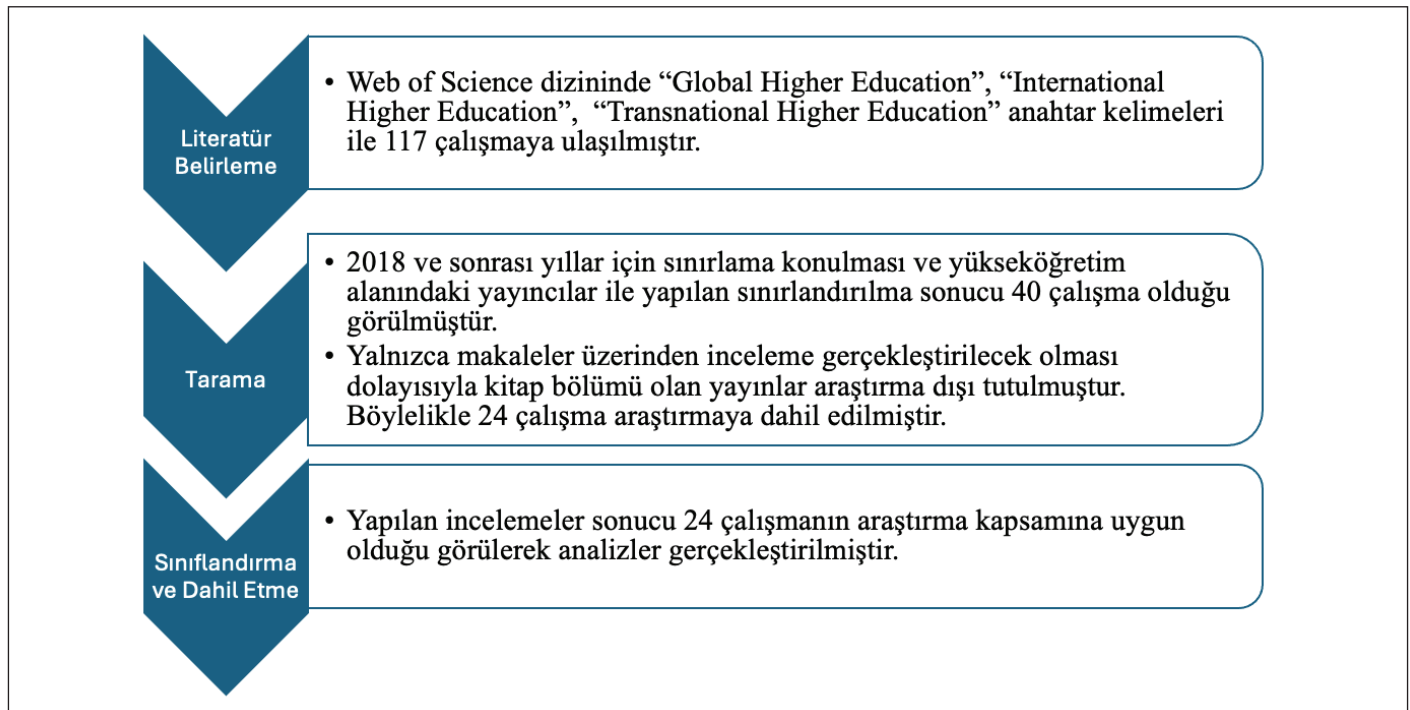 Literatür
Belirleme
• Web of Science dizininde “Global Higher Education”, “International
Higher Education”, “Transnational Higher Education” anahtar kelimeleri
ile 117 çalışmaya ulaşılmıştır.
Tarama
• 2018 ve sonrası yıllar için sınırlama konulması ve yükseköğretim
alanındaki yayıncılar ile yapılan sınırlandırılma sonucu 40 çalışma olduğu
görülmüştür.
• Yalnızca makaleler üzerinden inceleme gerçekleştirilecek olması
dolayısıyla kitap bölümü olan yayınlar araştırma dışı tutulmuştur.
Böylelikle 24 çalışma araştırmaya dahil edilmiştir.
Sınıflandırma
ve Dahil Etme
• Yapılan incelemeler sonucu 24 çalışmanın araştırma kapsamına uygun
olduğu görülerek analizler gerçekleştirilmiştir.